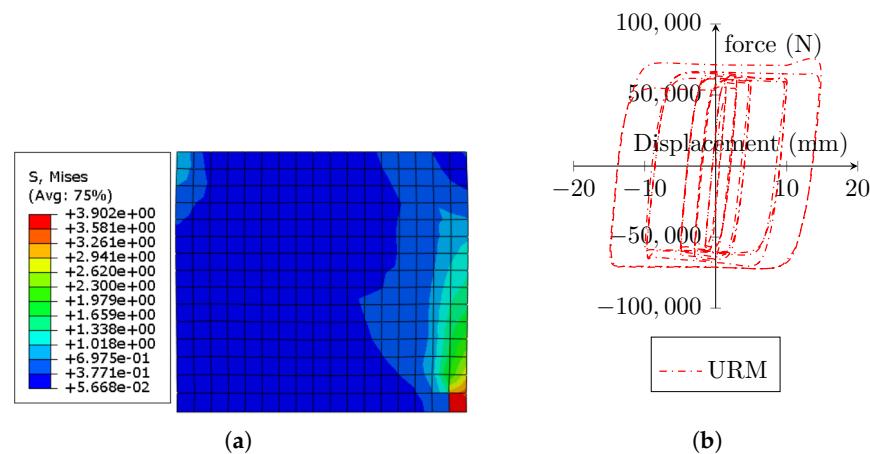 S, Mises
(Avg: 75%)
+3.902e+00
+3.581e+00
+3.261e+00
+2.941e+00
+2.620e+00
+2.300e+00
+1.979e+00
+1.659e+00
+1.338e+00
+1.018e+00
+6.975e-01
+3.771e-01
+5.668e-02
(a)
100,000
force (N)
50,000
Displacement (mm)
−20 −10 10 20
−50,000
−100,000
URM
(b)